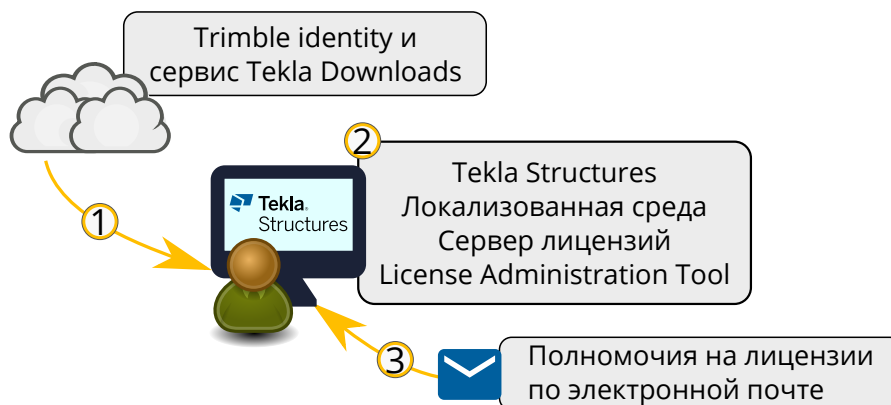 Trimble identity и
сервис Tekla Downloads
1
2
Tekla.
Structures
Tekla Structures
Локализованная среда
Сервер лицензий
License Administration Tool
3
Полномочия на лицензии
по электронной почте